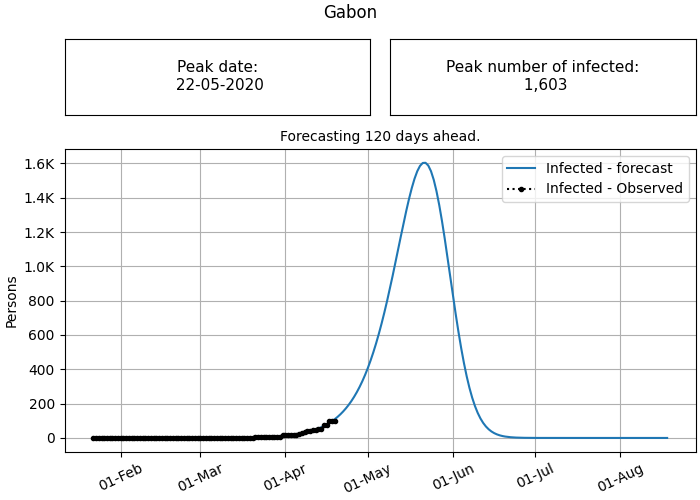 Gabon
Peak date:
22-05-2020
Peak number of infected:
1,603
Forecasting 120 days ahead.
Infected - forecast
Infected - Observed
Persons
1.6K
1.4K
1.2K
1.0K
800
600
400
200
0
01-Feb
01-Mar
01-Apr
01-May
01-Jun
01-Jul
01-Aug